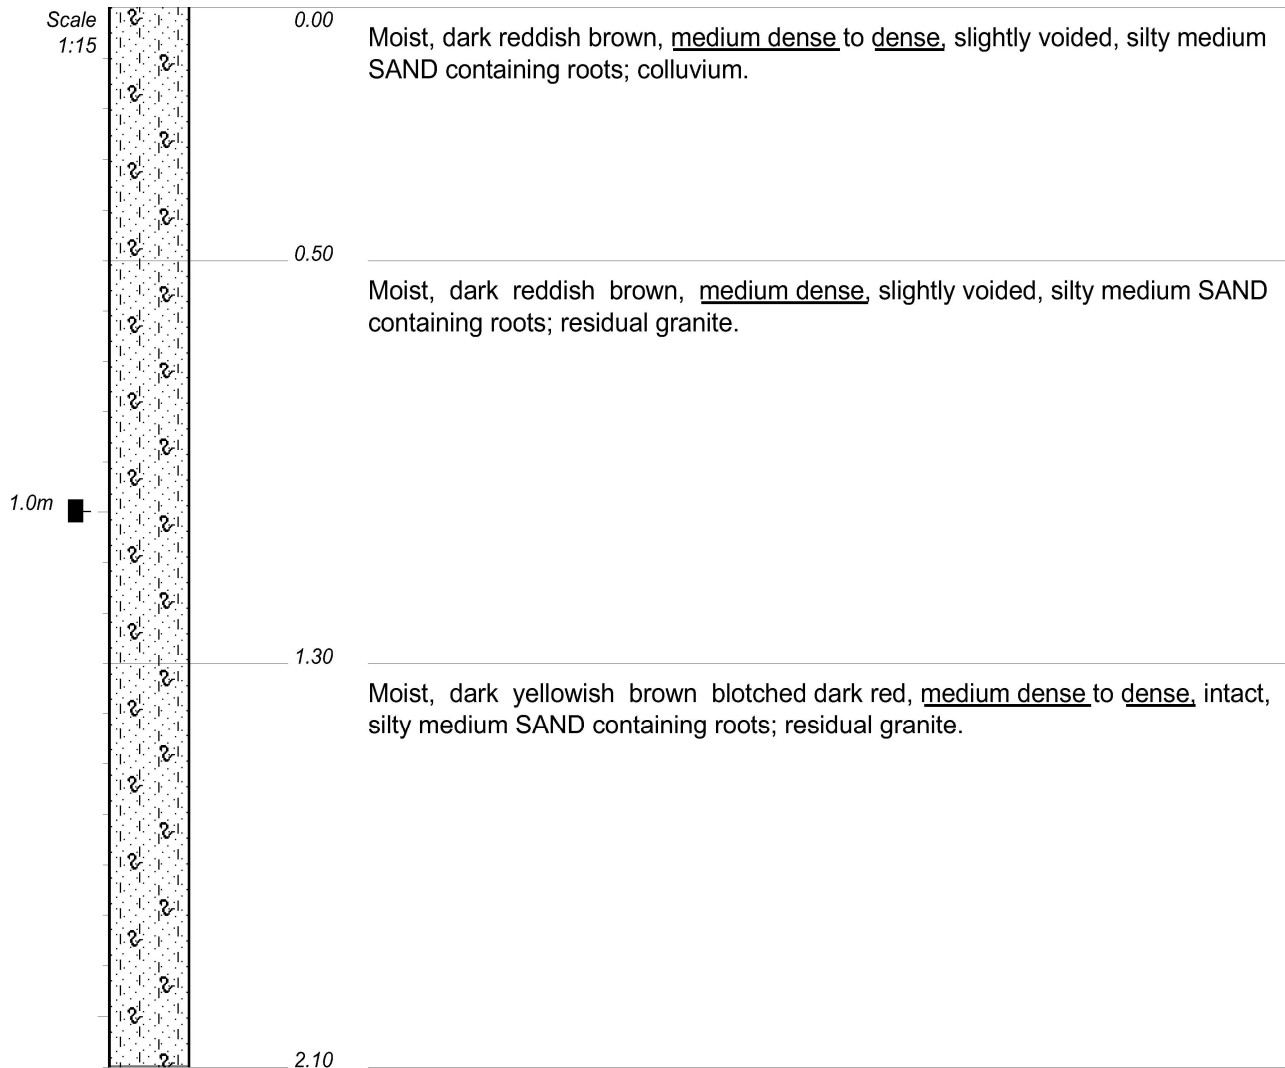 Scale
1:15
0.00
Moist, dark reddish brown, medium dense to dense, slightly voided, silty medium
SAND containing roots; colluvium.
0.50
Moist, dark reddish brown, medium dense, slightly voided, silty medium SAND
containing roots; residual granite.
1.0m
1.30
Moist, dark yellowish brown blotched dark red, medium dense to dense, intact,
silty medium SAND containing roots; residual granite.
2.10